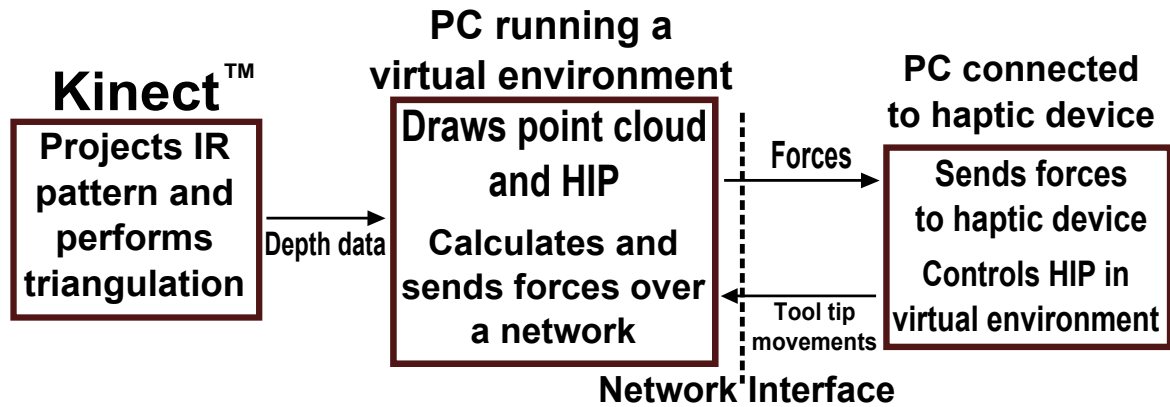 Kinect™
Projects IR
pattern and
performs
triangulation
Depth data
PC running a
virtual environment
Draws point cloud
and HIP
Calculates and
sends forces over
a network
Forces
Tool tip
movements
Network Interface
PC connected
to haptic device
Sends forces
to haptic device
Controls HIP in
virtual environment